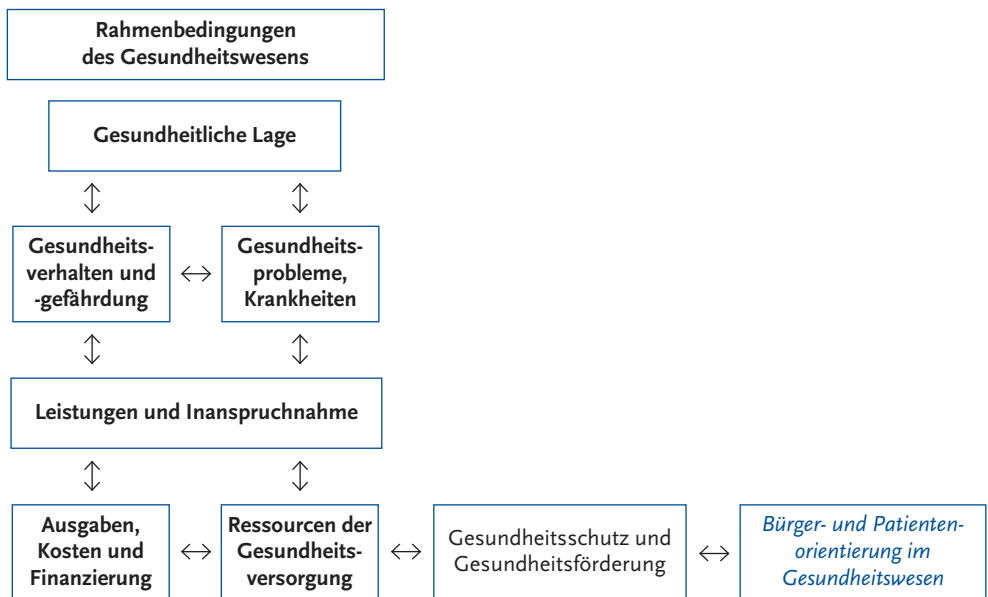 Rahmenbedingungen
des Gesundheitswesens
Gesundheitliche Lage
Gesundheits-
verhalten und
-gefährdung
Gesundheits-
probleme,
Krankheiten
Leistungen und Inanspruchnahme
Ausgaben,
Kosten und
Finanzierung
Ressourcen der
Gesundheits-
versorgung
Gesundheitsschutz und
Gesundheitsförderung
Bürger- und Patienten-
orientierung im
Gesundheitswesen